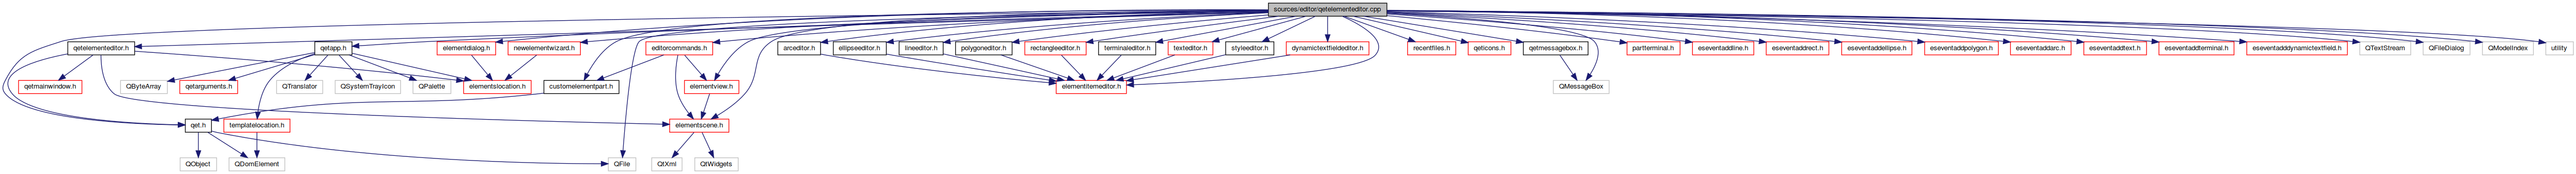 sources/editor/qetelementeditor.cpp
qetelementeditor.h
qetapp.h
elementdialog.h
newelementwizard.h
editorcommands.h
arceditor.h
ellipseeditor.h
lineeditor.h
polygoneditor.h
rectangleeditor.h
terminaleditor.h
texteditor.h
styleeditor.h
dynamictextfieldeditor.h
recentfiles.h
qeticons.h
qetmessagebox.h
partterminal.h
eseventaddline.h
eseventaddrect.h
eseventaddellipse.h
eseventaddpolygon.h
eseventaddarc.h
eseventaddtext.h
eseventaddterminal.h
eseventadddynamictextfield.h
QTextStream
QFileDialog
QModelIndex
utility
qetmainwindow.h
QByteArray
qetarguments.h
QTranslator
QSystemTrayIcon
QPalette
elementslocation.h
customelementpart.h
elementview.h
elementitemeditor.h
QMessageBox
qet.h
templatelocation.h
elementscene.h
QObject
QDomElement
QFile
QtXml
QtWidgets